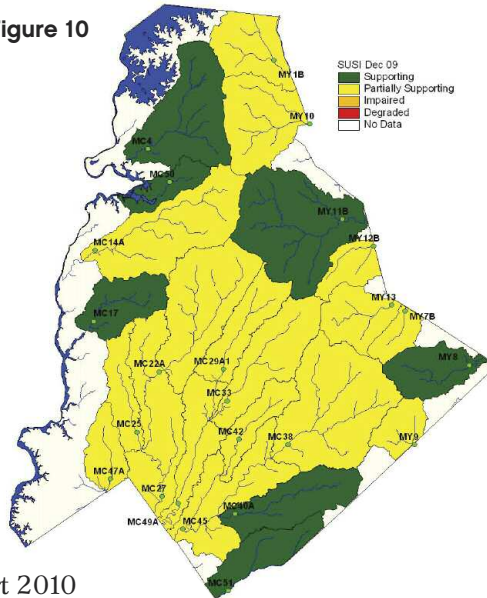 Figure 10
SUSI Dec 09
Supporting
Partially Supporting
Impaired
Degraded
No Data
MY1B
MY10
MC4
MC50
MY11B
MY12B
MC14A
MC17
MY13
MY7B
MY8
MC22A
MC29A1
MC33
MC25
MC42
MC38
MY9
MC47A
MC27
MC40A
MC49A
MC45
MC51
t 2010